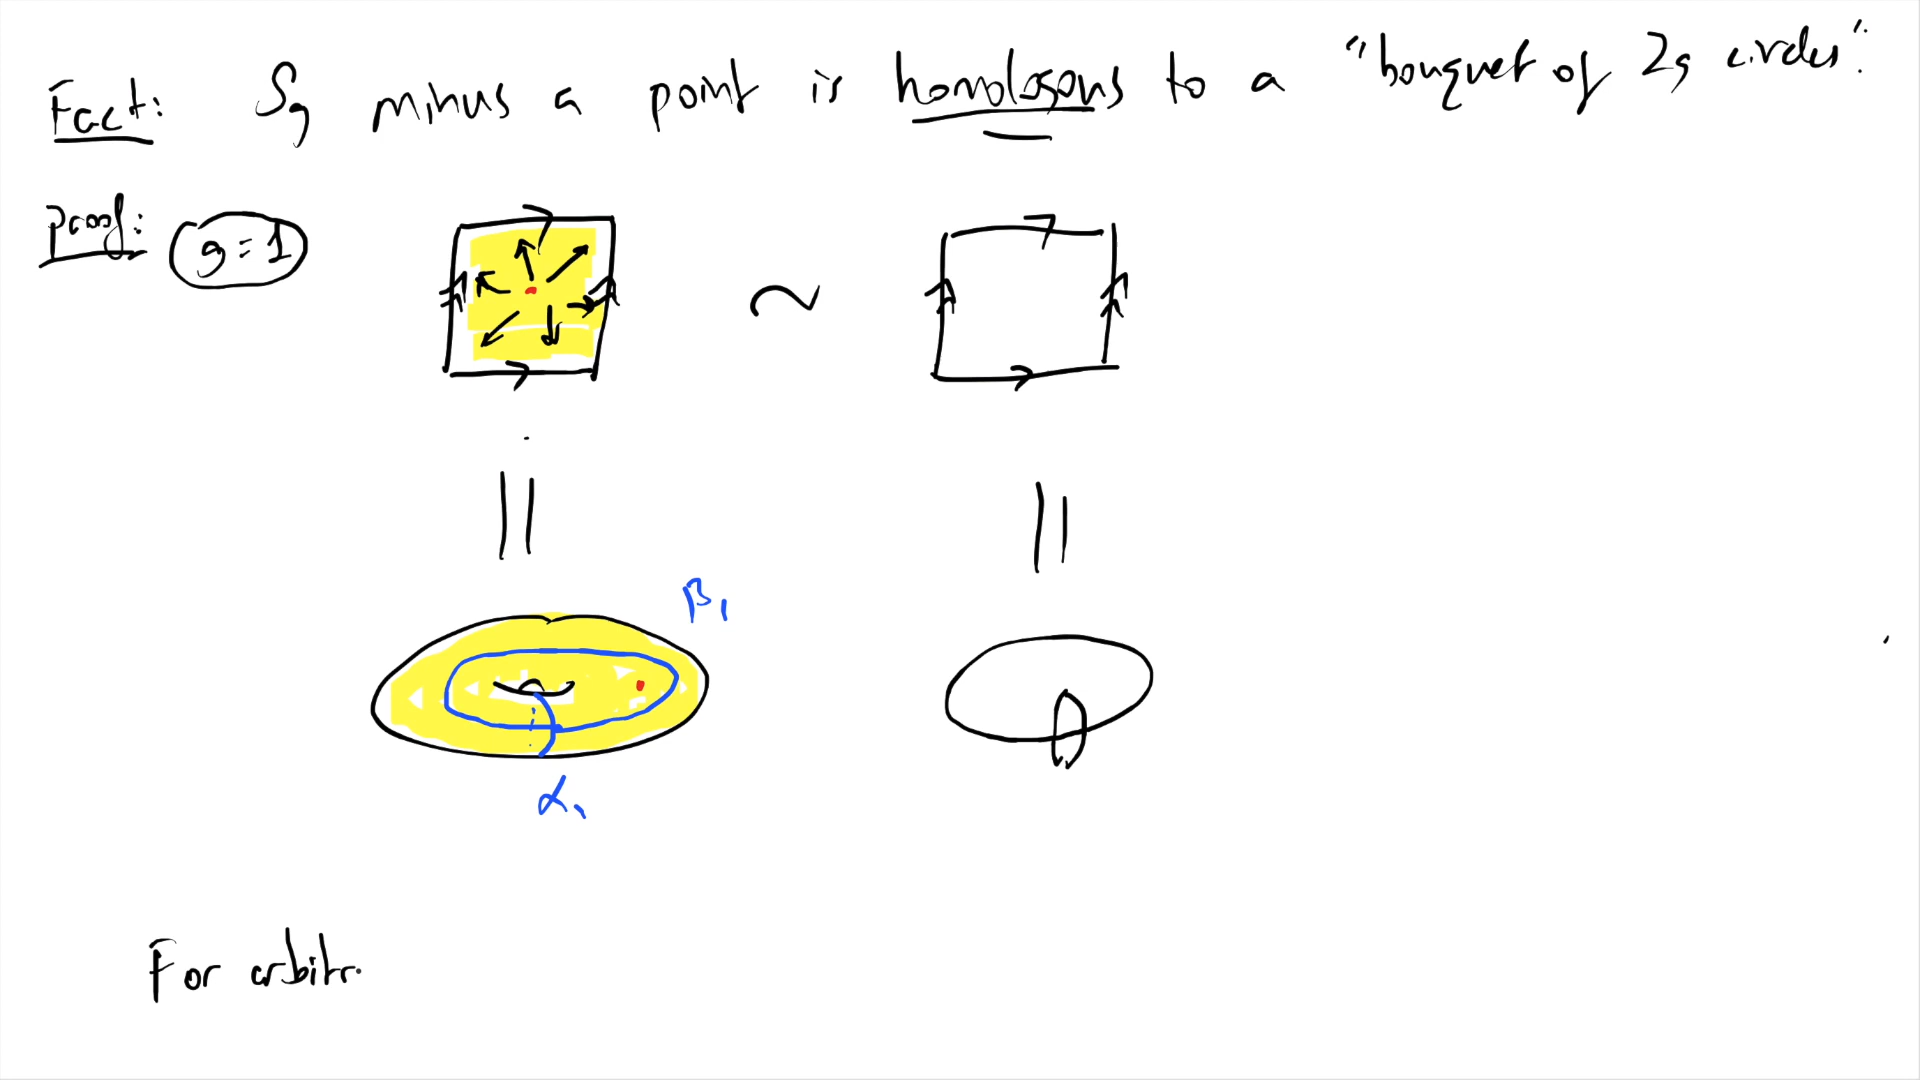 Fact: Sg minus a point is homologous to a "bouquet of 2g circles".
Proof: g = 1
β1
α1
For arbitr